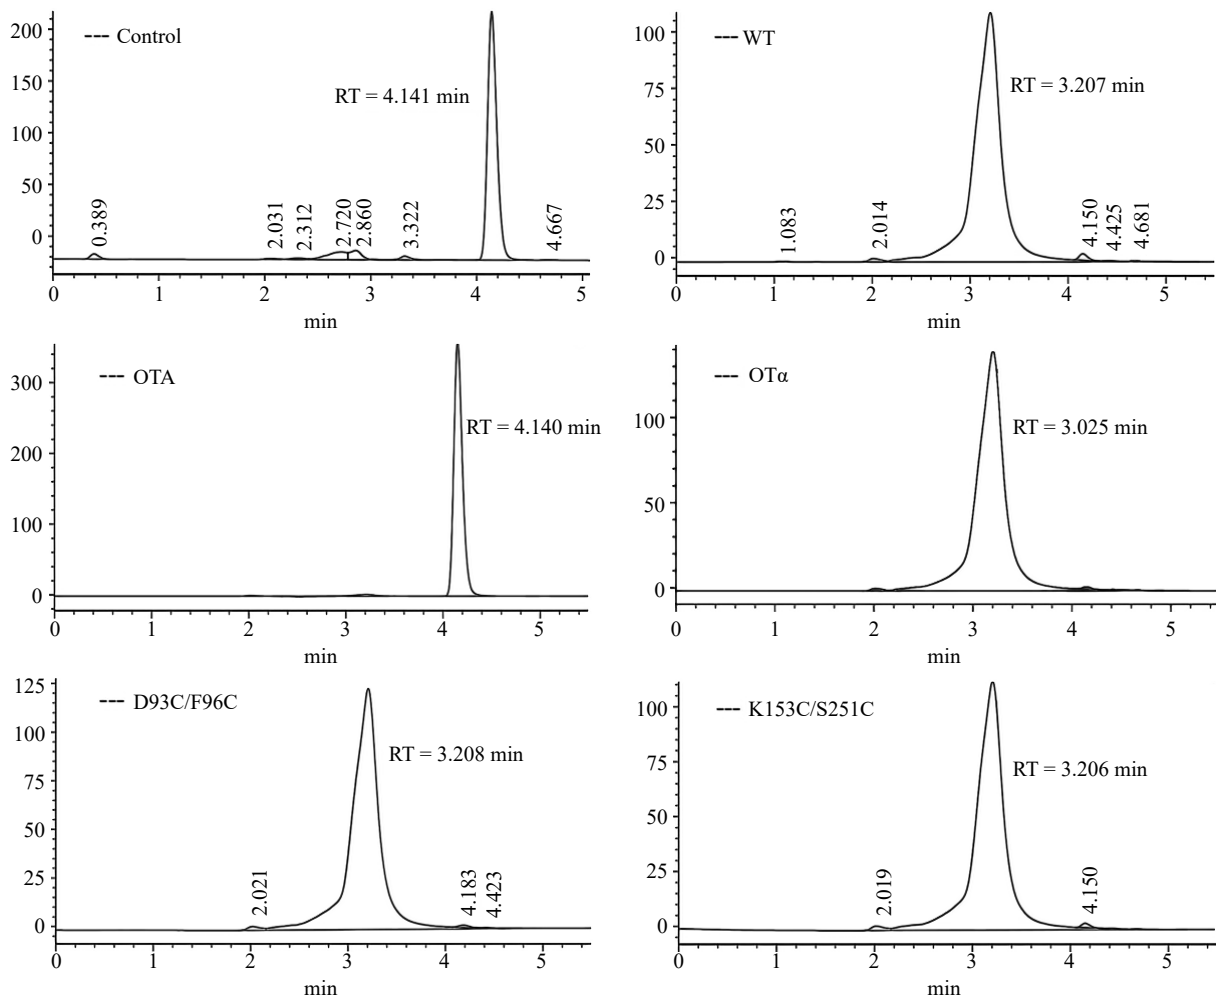 Control
RT = 4.141 min
0.389
2.031
2.312
2.720
2.860
3.322
4.667
200
150
100
50
0
0 1 2 3 4 5
min
WT
RT = 3.207 min
1.083
2.014
4.150
4.425
4.681
100
75
50
25
0
0 1 2 3 4 5
min
OTA
RT = 4.140 min
300
200
100
0
0 1 2 3 4 5
min
OTα
RT = 3.025 min
100
50
0
0 1 2 3 4 5
min
D93C/F96C
RT = 3.208 min
2.021
4.183
4.423
125
100
75
50
25
0
0 1 2 3 4 5
min
K153C/S251C
RT = 3.206 min
2.019
4.150
100
75
50
25
0
0 1 2 3 4 5
min